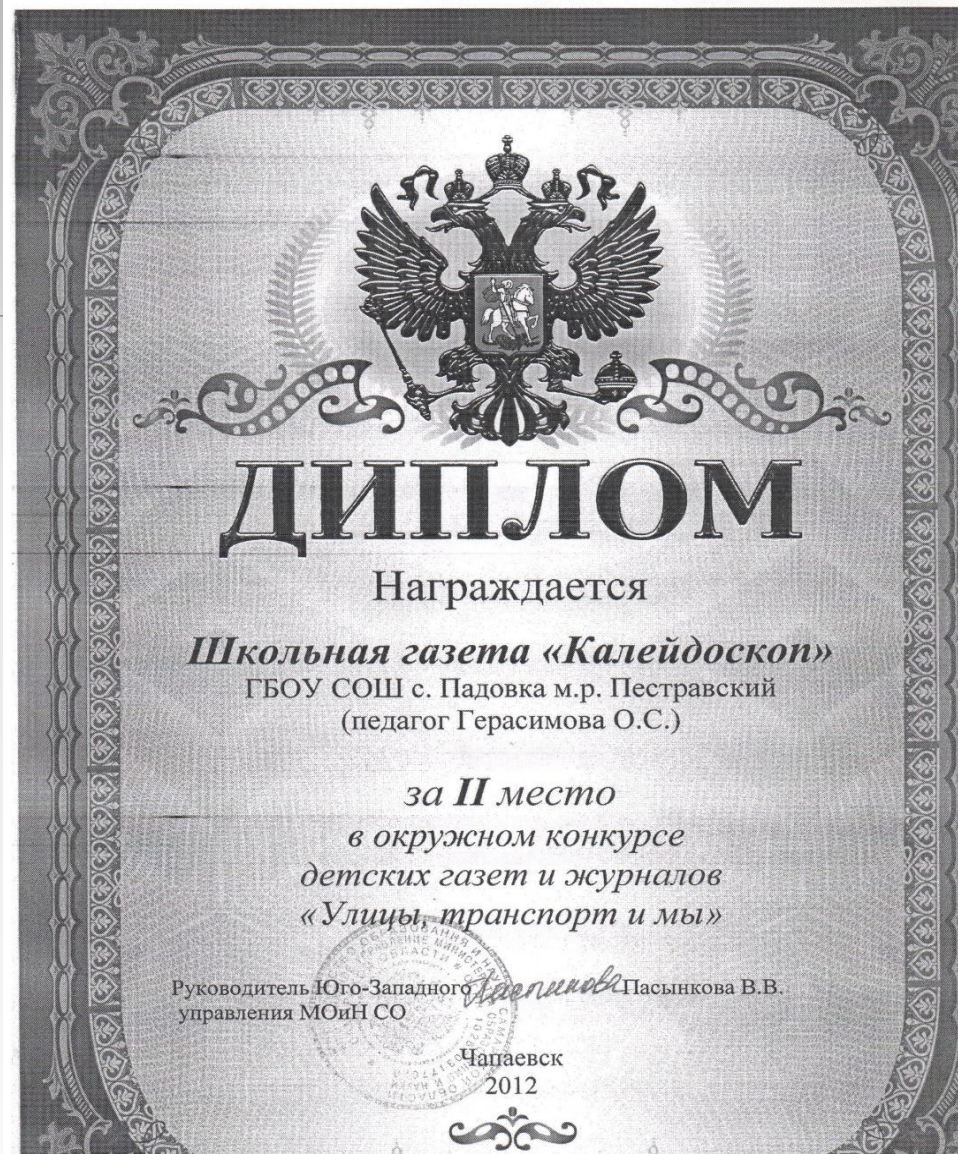 ДИПЛОМ
Награждается
Школьная газета «Калейдоскоп»
ГБОУ СОШ с. Падовка м.р. Пестравский
(педагог Герасимова О.С.)
за II место
в окружном конкурсе
детских газет и журналов
«Улицы, транспорт и мы»
Руководитель Юго-Западного Пасынкова В.В.
управления МОиН СО
Чапаевск
2012